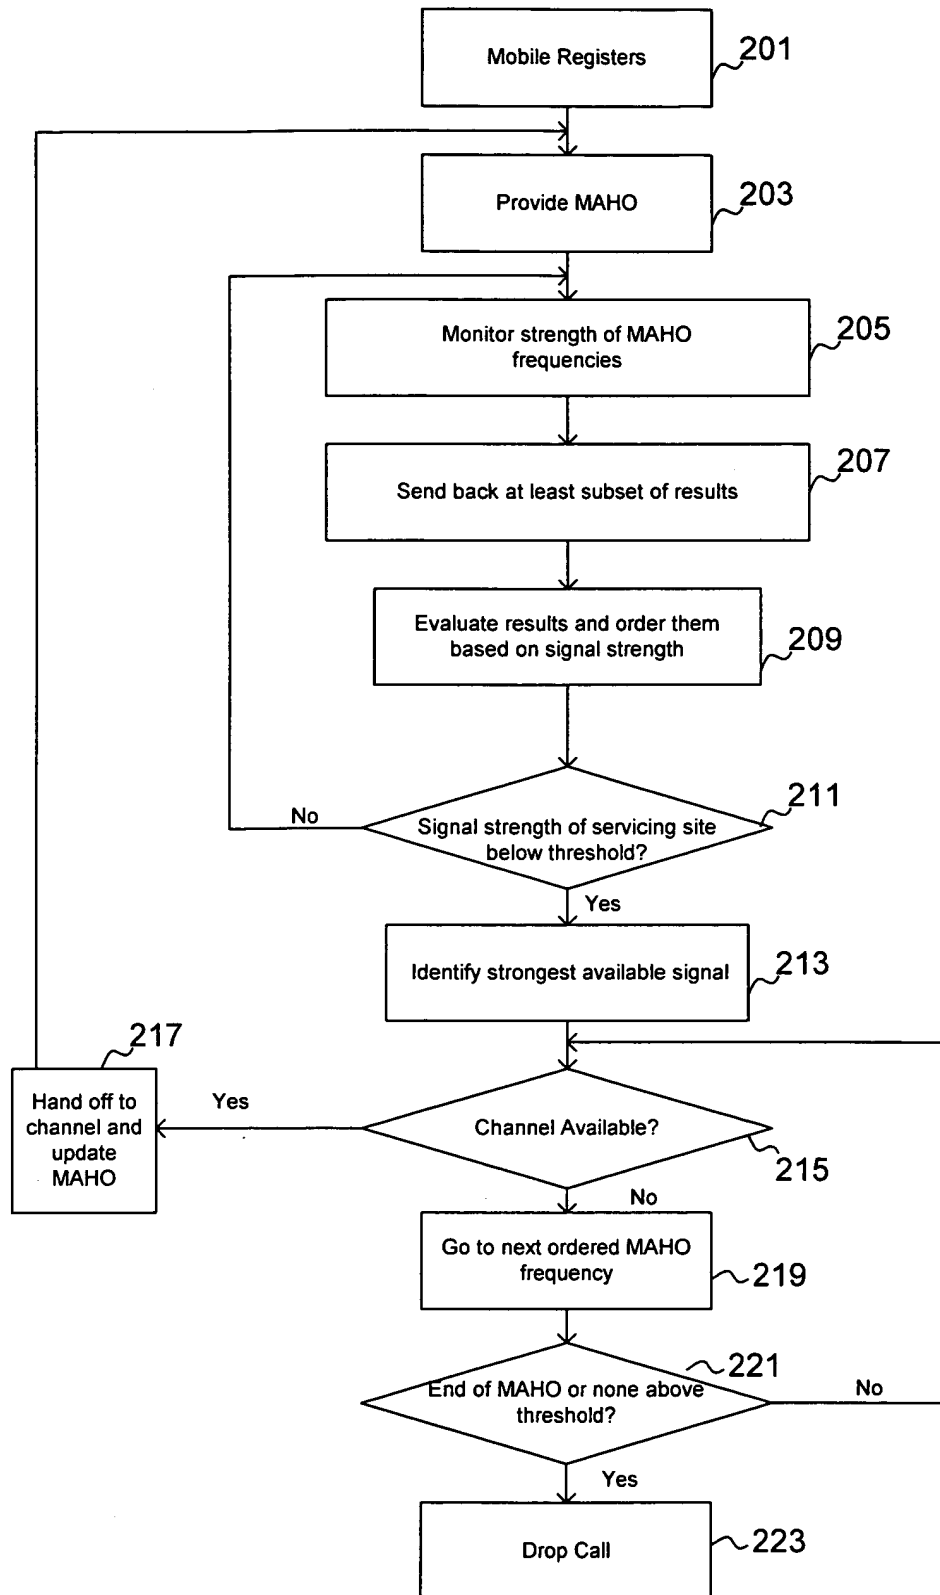 Mobile Registers
201
Provide MAHO
203
Monitor strength of MAHO
frequencies
205
Send back at least subset of results
207
Evaluate results and order them
based on signal strength
209
No
Signal strength of servicing site
below threshold?
211
Yes
Identify strongest available signal
213
217
Hand off to
channel and
update
MAHO
Yes
Channel Available?
215
No
Go to next ordered MAHO
frequency
219
221
End of MAHO or none above
threshold?
No
Yes
Drop Call
223